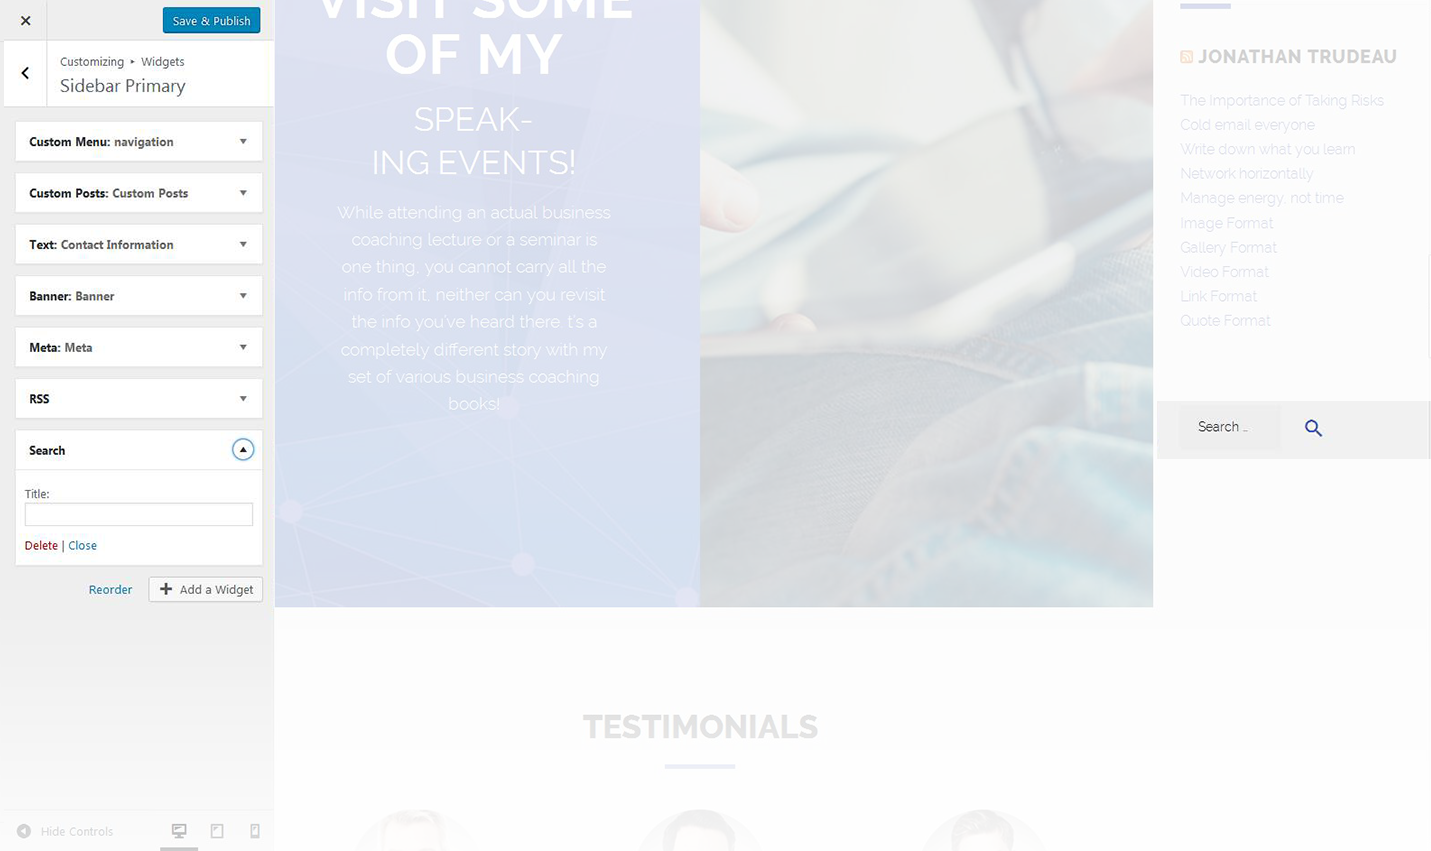 Save & Publish
Customizing ▸ Widgets
Sidebar Primary
Custom Menu: navigation
Custom Posts: Custom Posts
Text: Contact Information
Banner: Banner
Meta: Meta
RSS
Search
Title:
Delete | Close
Reorder
Add a Widget
Hide Controls
VISIT SOME
OF MY
SPEAK-
ING EVENTS!
While attending an actual business
coaching lecture or a seminar is
one thing, you cannot carry all the
info from it, neither can you revisit
the info you've heard there. t's a
completely different story with my
set of various business coaching
books!
JONATHAN TRUDEAU
The Importance of Taking Risks
Cold email everyone
Write down what you learn
Network horizontally
Manage energy, not time
Image Format
Gallery Format
Video Format
Link Format
Quote Format
Search …
TESTIMONIALS